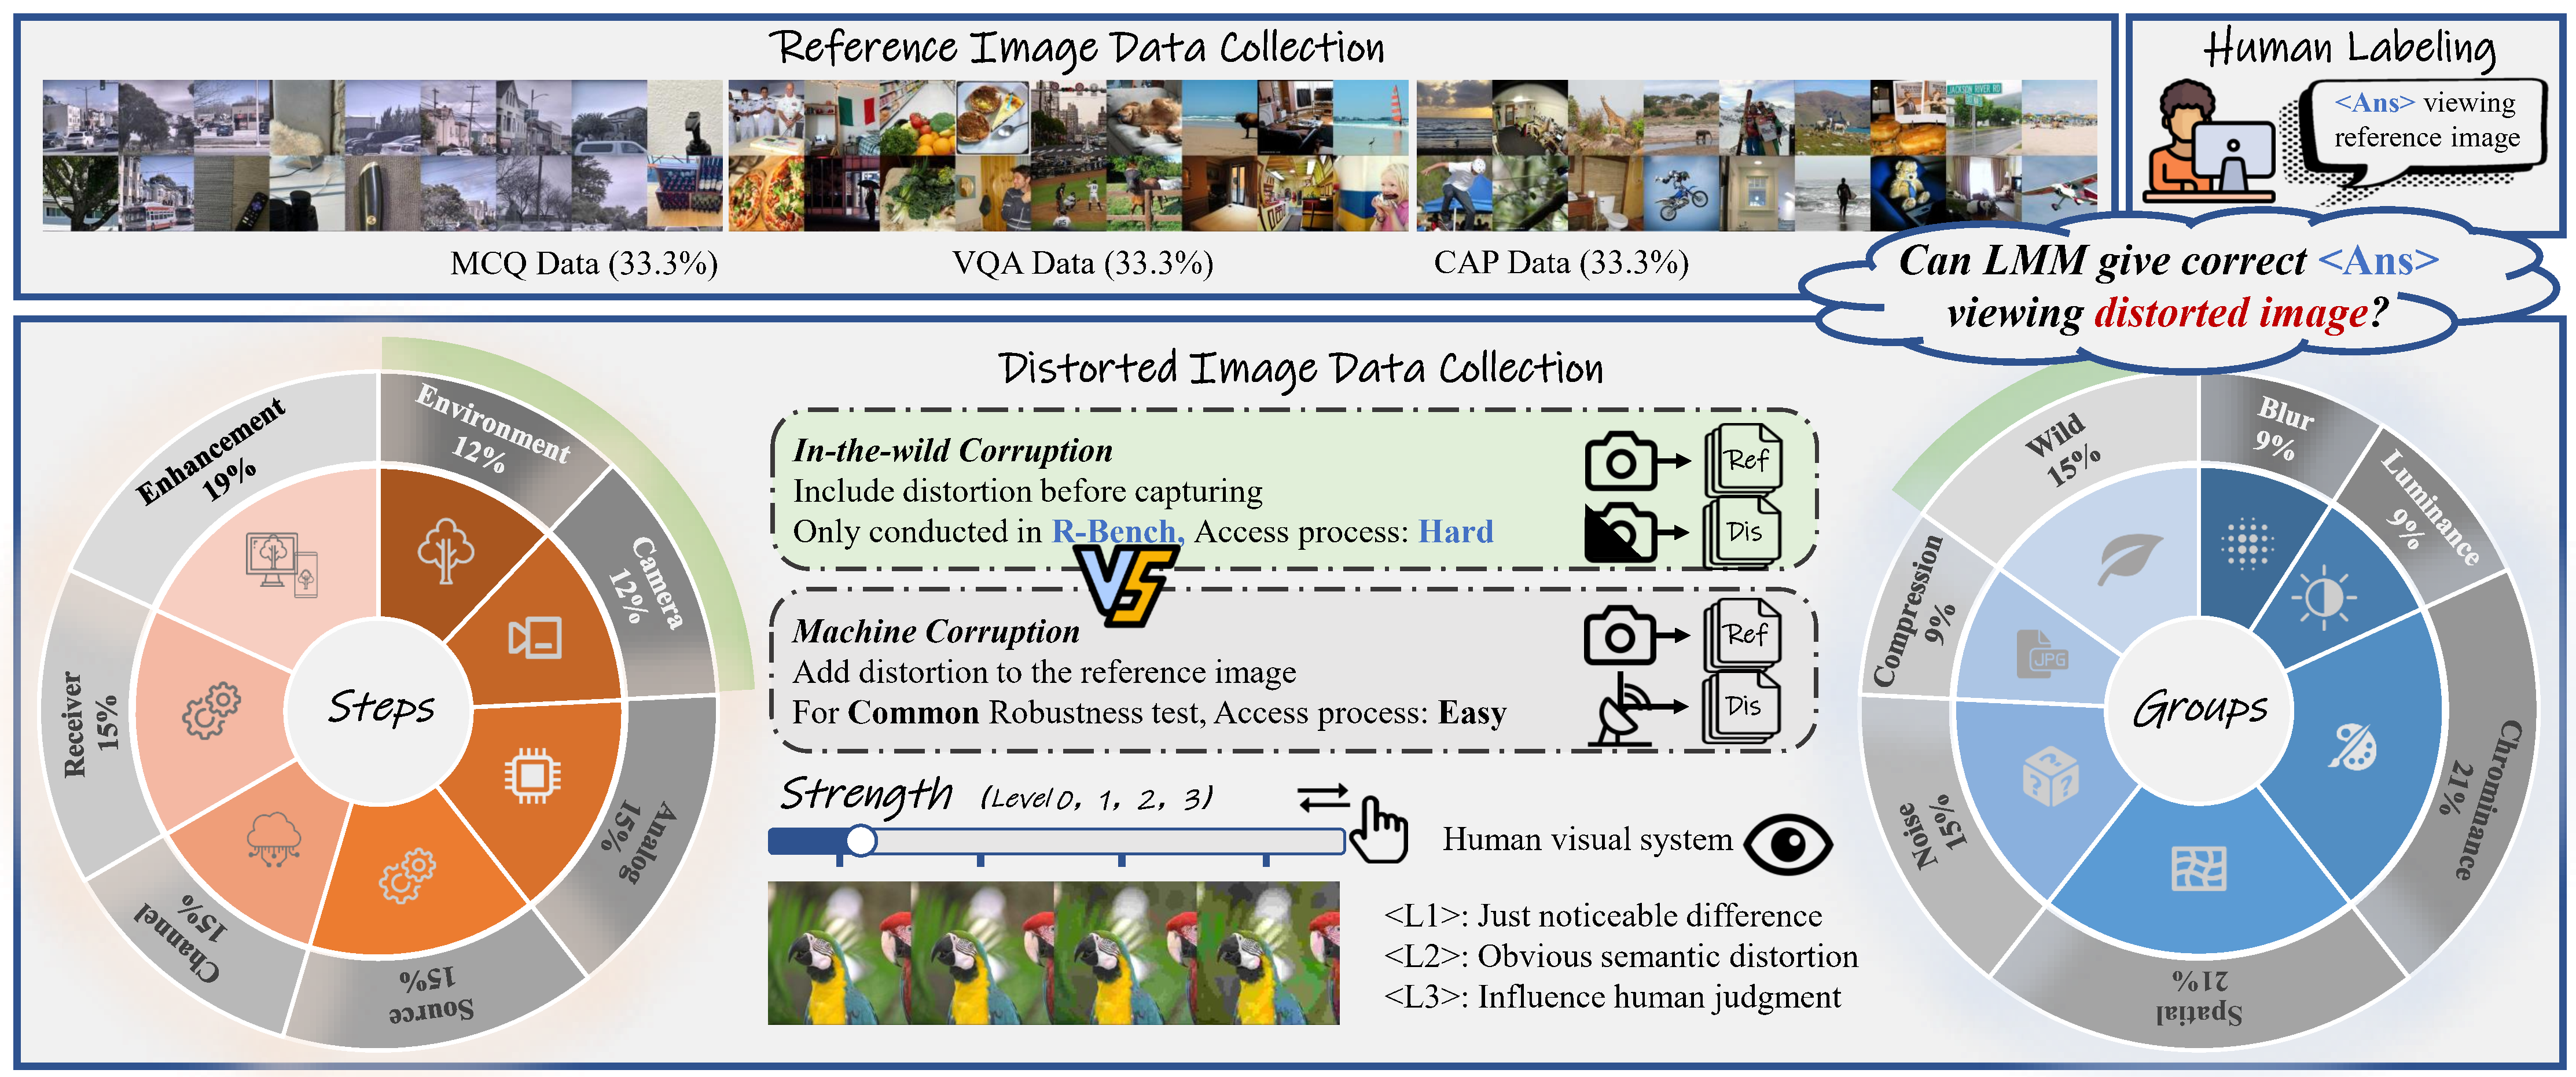 Reference Image Data Collection
MCQ Data (33.3%)
VQA Data (33.3%)
CAP Data (33.3%)
JACKSON RIVER RD
Human Labeling
<Ans> viewing
reference image
Can LMM give correct <Ans>
viewing distorted image?
Distorted Image Data Collection
Steps
Environment
12%
Camera
12%
Analog
15%
Source
15%
Channel
15%
Receiver
15%
Enhancement
19%
In-the-wild Corruption
Include distortion before capturing
Only conducted in R-Bench, Access process: Hard
Ref
Dis
VS
Machine Corruption
Add distortion to the reference image
For Common Robustness test, Access process: Easy
Ref
Dis
Strength (Level 0, 1, 2, 3)
Human visual system
<L1>: Just noticeable difference
<L2>: Obvious semantic distortion
<L3>: Influence human judgment
Groups
Blur
9%
Luminance
9%
Chrominance
21%
Spatial
21%
Noise
15%
Compression
9%
JPG
Wild
15%
? ? ?